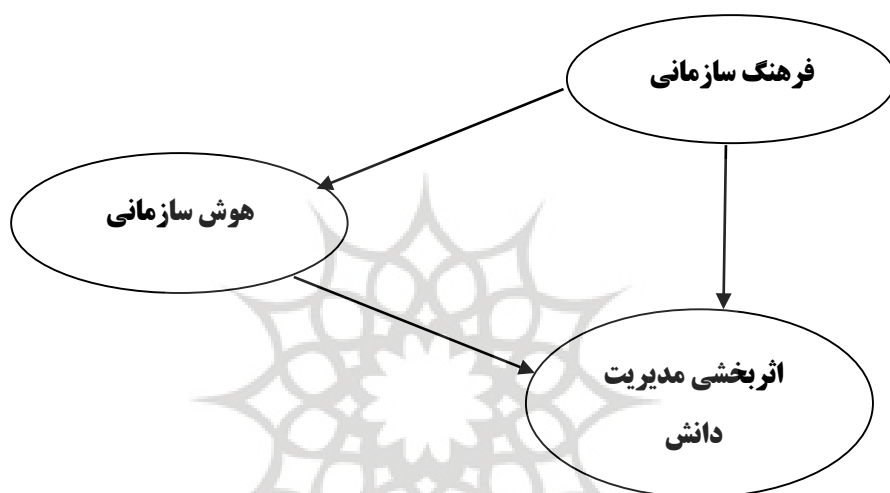 فرهنگ سازمانی
هوش سازمانی
اثربخشی مدیریت
دانش